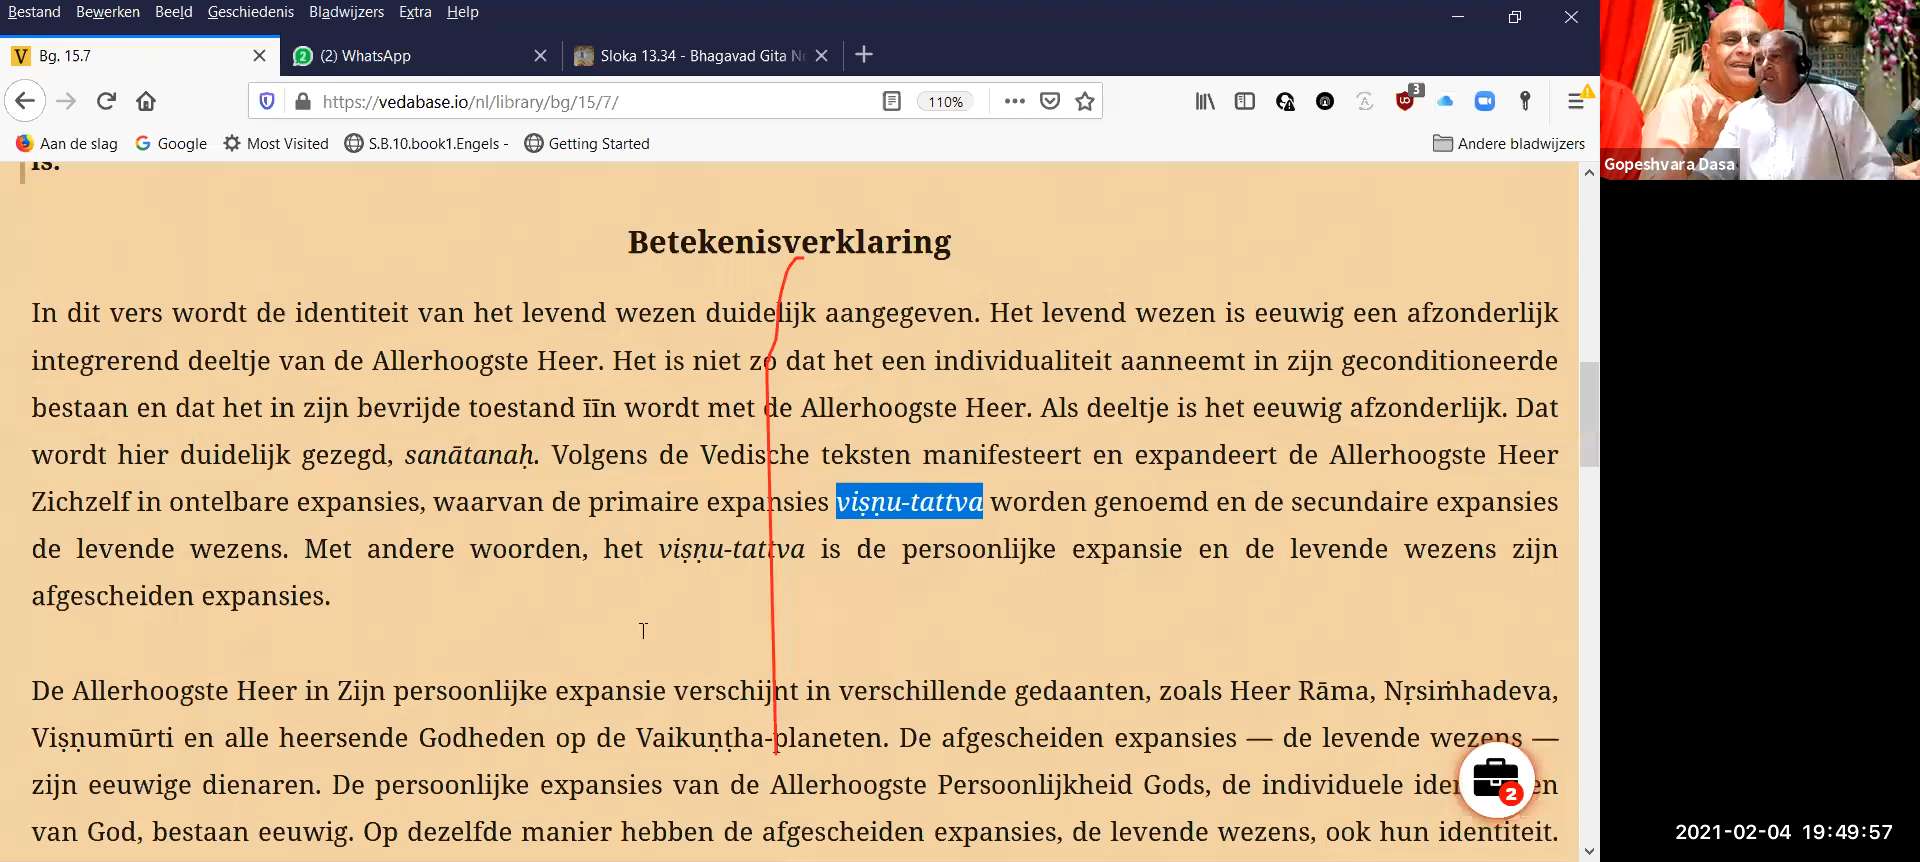 Bestand Bewerken Beeld Geschiedenis Bladwijzers Extra Help
Bg. 15.7
(2) WhatsApp
Sloka 13.34 - Bhagavad Gita N
https://vedabase.io/nl/library/bg/15/7/
110%
3
Aan de slag Google Most Visited S.B.10.book1.Engels - Getting Started Andere bladwijzers
Gopeshvara Dasa
is.
Betekenisverklaring
In dit vers wordt de identiteit van het levend wezen duidelijk aangegeven. Het levend wezen is eeuwig een afzonderlijk
integrerend deeltje van de Allerhoogste Heer. Het is niet zo dat het een individualiteit aanneemt in zijn geconditioneerde
bestaan en dat het in zijn bevrijde toestand īīn wordt met de Allerhoogste Heer. Als deeltje is het eeuwig afzonderlijk. Dat
wordt hier duidelijk gezegd, sanātanaḥ. Volgens de Vedische teksten manifesteert en expandeert de Allerhoogste Heer
Zichzelf in ontelbare expansies, waarvan de primaire expansies viṣṇu-tattva worden genoemd en de secundaire expansies
de levende wezens. Met andere woorden, het viṣṇu-tattva is de persoonlijke expansie en de levende wezens zijn
afgescheiden expansies.
De Allerhoogste Heer in Zijn persoonlijke expansie verschijnt in verschillende gedaanten, zoals Heer Rāma, Nṛsiṁhadeva,
Viṣṇumūrti en alle heersende Godheden op de Vaikuṇṭha-planeten. De afgescheiden expansies — de levende wezens —
zijn eeuwige dienaren. De persoonlijke expansies van de Allerhoogste Persoonlijkheid Gods, de individuele
van God, bestaan eeuwig. Op dezelfde manier hebben de afgescheiden expansies, de levende wezens, ook hun identiteit.
2
2021-02-04 19:49:57